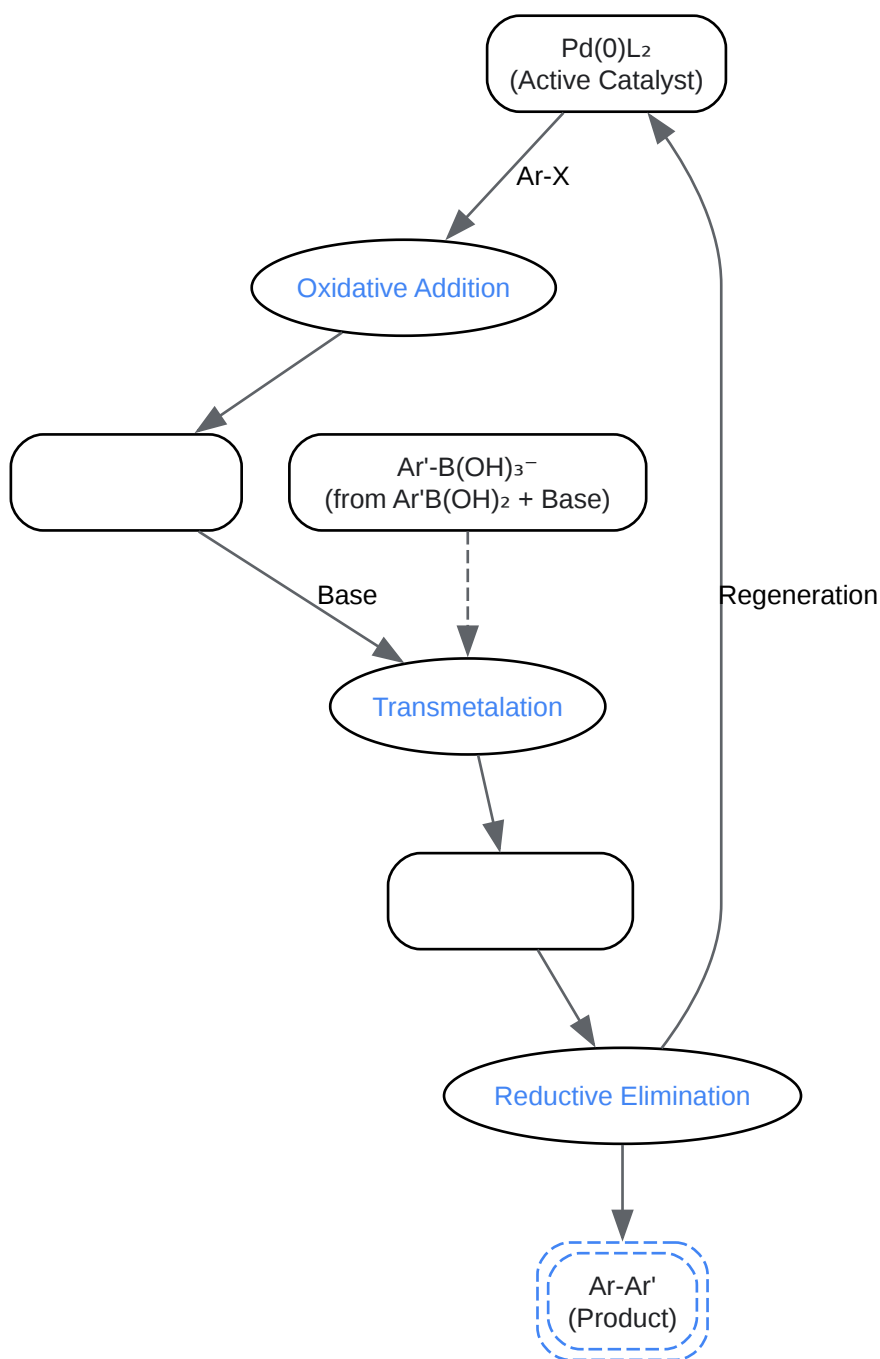 Pd(0)L₂
(Active Catalyst)
Ar-X
Oxidative Addition
Ar'-B(OH)₃⁻
(from Ar'B(OH)₂ + Base)
Base
Regeneration
Transmetalation
Reductive Elimination
Ar-Ar'
(Product)